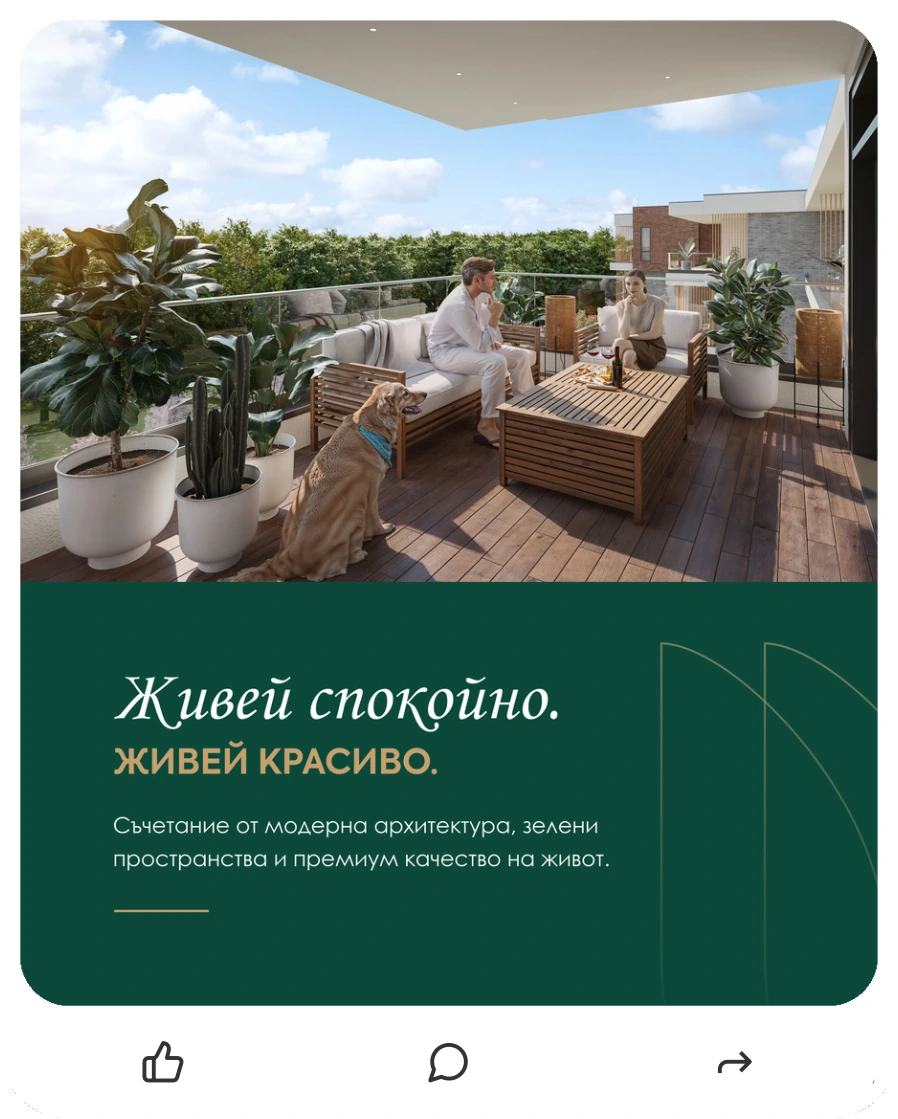 Живей спокойно.
ЖИВЕЙ КРАСИВО.
Съчетание от модерна архитектура, зелени
пространства и премиум качество на живот.